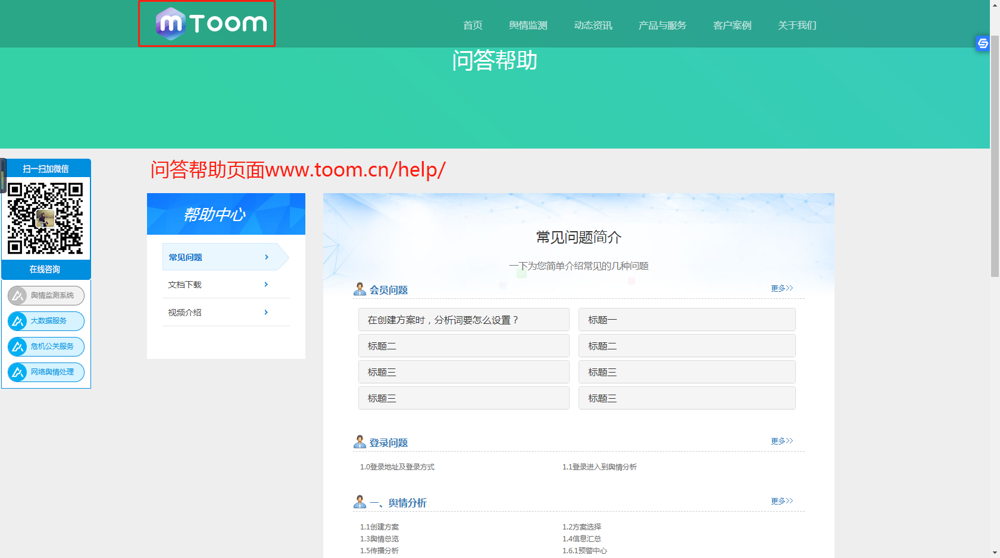 Toom
首页 舆情监测 动态资讯 产品与服务 客户案例 关于我们
问答帮助
扫一扫加微信
在线咨询
舆情监测系统
大数据服务
危机公关服务
网络舆情处理
问答帮助页面www.toom.cn/help/
帮助中心
常见问题
文档下载
视频介绍
常见问题简介
一下为您简单介绍常见的几种问题
会员问题 更多>>
在创建方案时，分析词要怎么设置？ 标题一
标题二 标题二
标题三 标题三
标题三 标题三
登录问题 更多>>
1.0登录地址及登录方式 1.1登录进入到舆情分析
一、舆情分析 更多>>
1.1创建方案 1.2方案选择
1.3舆情总览 1.4信息汇总
1.5传播分析 1.6.1预警中心